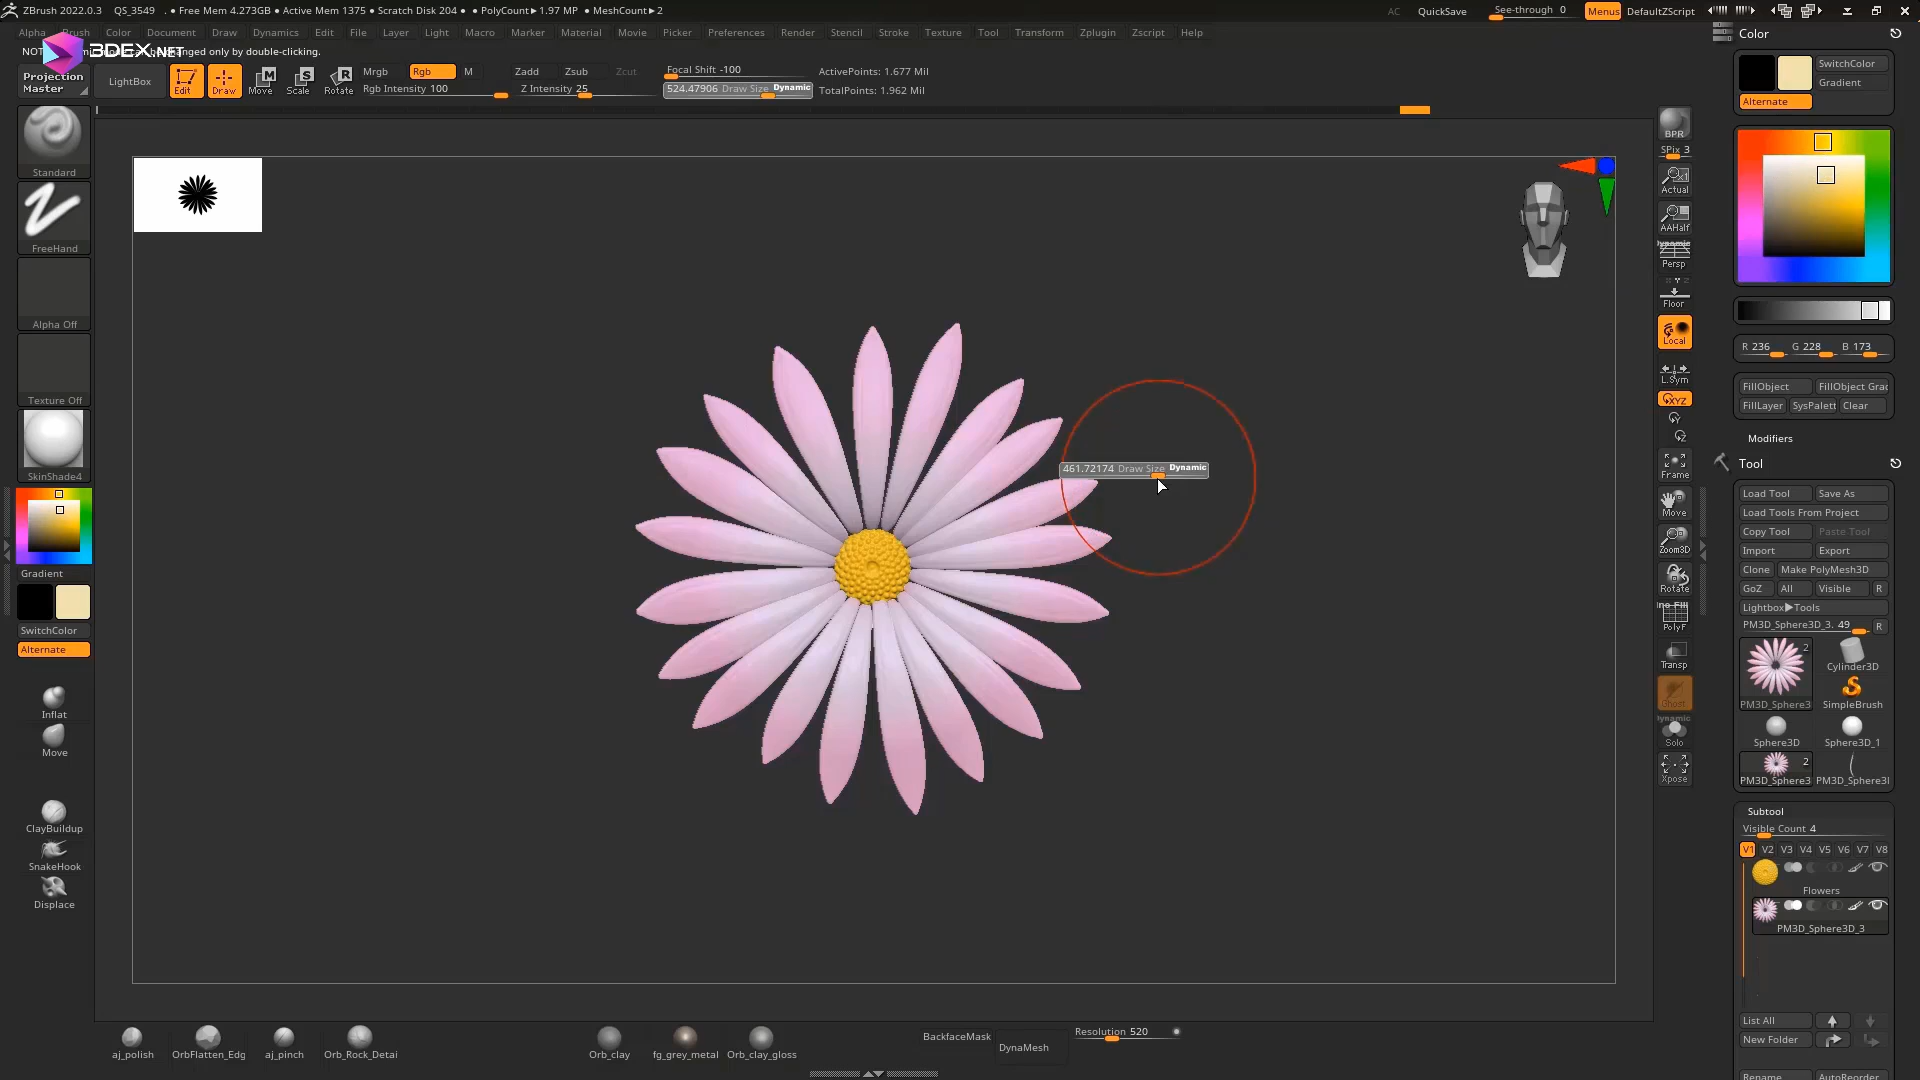 ZBrush 2022.0.3 QS_3549 . ● Free Mem 4.273GB ● Active Mem 1375 ● Scratch Disk 204 ● ● PolyCount▶1.97 MP ● MeshCount▶2
AC QuickSave See-through 0 Menus DefaultZScript
Alpha Brush Color Document Draw Dynamics Edit File Layer Light Macro Marker Material Movie Picker Preferences Render Stencil Stroke Texture Tool Transform Zplugin Zscript Help
3DEX.NET
changed only by double-clicking.
Projection
Master
LightBox
Edit
Draw
Move
Scale
Rotate
Mrgb Rgb M
Rgb Intensity 100
Zadd Zsub Zcut
Z Intensity 25
Focal Shift -100
524.47906 Draw Size Dynamic
ActivePoints: 1.677 Mil
TotalPoints: 1.962 Mil
Standard
FreeHand
Alpha Off
Texture Off
SkinShade4
Gradient
SwitchColor
Alternate
Inflat
Move
ClayBuildup
SnakeHook
Displace
461.72174 Draw Size Dynamic
BPR
SPix 3
Actual
AAHalf
Dynamic
Persp
Floor
Local
L.Sym
XYZ
Y
Z
Frame
Move
Zoom3D
Rotate
PolyF
Transp
Ghost
Dynamic
Solo
Xpose
Color
SwitchColor
Gradient
Alternate
R 236 G 228 B 173
FillObject FillObject Grad
FillLayer SysPalett Clear
Modifiers
Tool
Load Tool Save As
Load Tools From Project
Copy Tool Paste Tool
Import Export
Clone Make PolyMesh3D
GoZ All Visible R
Lightbox▶Tools
PM3D_Sphere3D_3. 49 R
2
PM3D_Sphere3
Cylinder3D
SimpleBrush
Sphere3D Sphere3D_1
2
PM3D_Sphere3 PM3D_Sphere3I
Subtool
Visible Count 4
V1 V2 V3 V4 V5 V6 V7 V8
Flowers
PM3D_Sphere3D_3
List All
New Folder
Rename AutoReorder
aj_polish OrbFlatten_Edg aj_pinch Orb_Rock_Detai
Orb_clay fg_grey_metal Orb_clay_gloss
BackfaceMask
DynaMesh
Resolution 520